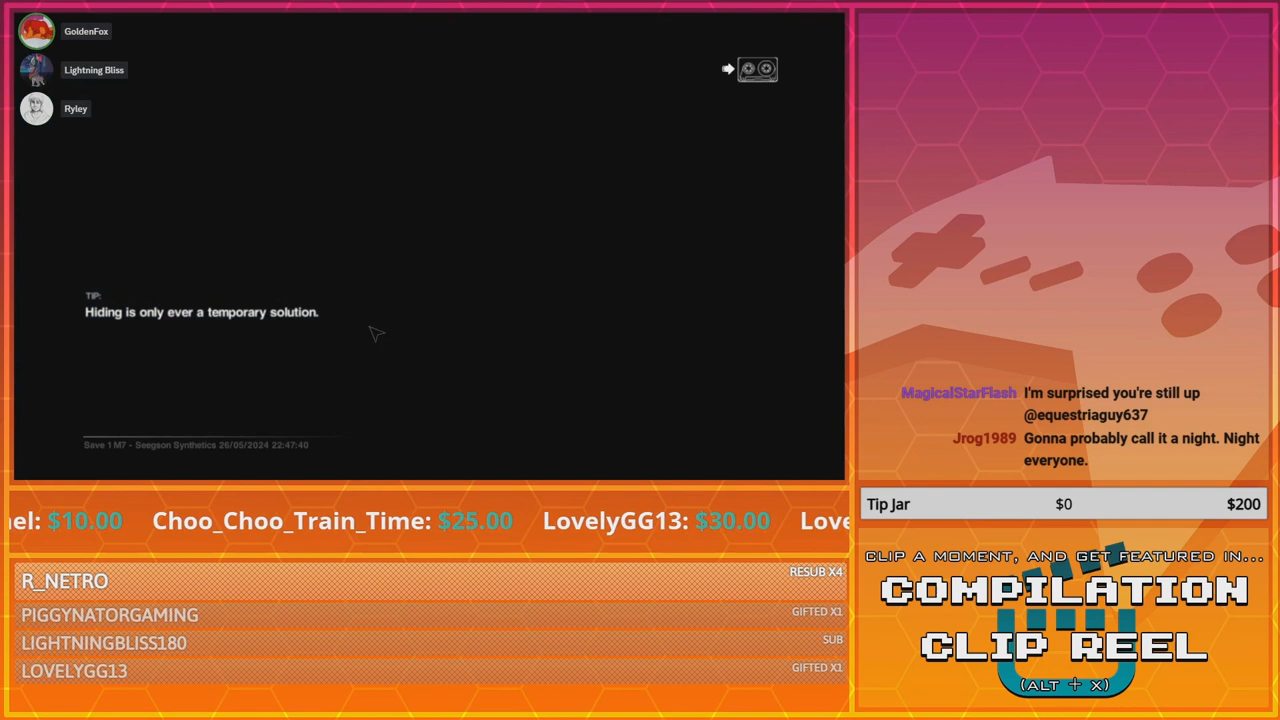 GoldenFox
Lightning Bliss
Ryley
TIP:
Hiding is only ever a temporary solution.
Save 1 M7 - Seegson Synthetics 26/05/2024 22:47:40
MagicalStarFlash I'm surprised you're still up
@equestriaguy637
Jrog1989 Gonna probably call it a night. Night
everyone.
Tip Jar $0 $200
nel: $10.00 Choo_Choo_Train_Time: $25.00 LovelyGG13: $30.00 Love
R_NETRO RESUB X4
PIGGYNATORGAMING GIFTED X1
LIGHTNINGBLISS180 SUB
LOVELYGG13 GIFTED X1
CLIP A MOMENT, AND GET FEATURED IN...
COMPILATION
CLIP REEL
(ALT + X)